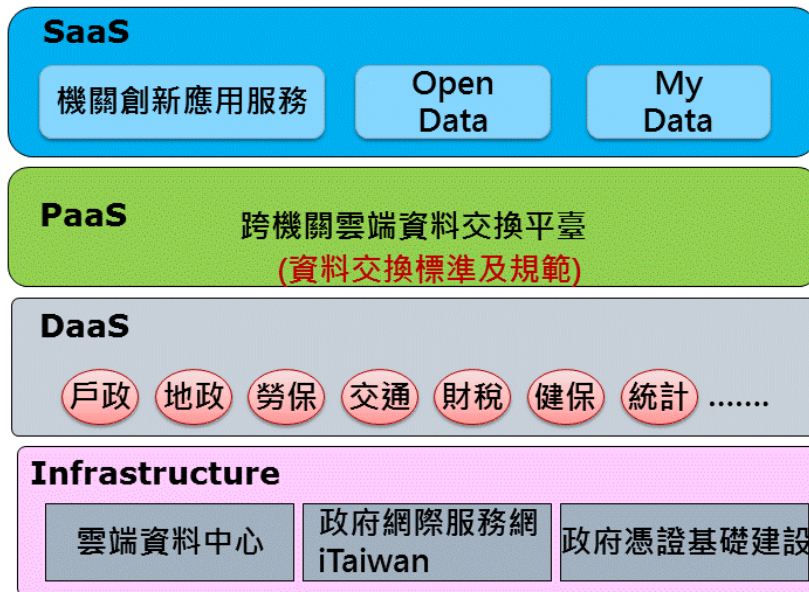 SaaS
機關創新應用服務
Open
Data
My
Data
PaaS
跨機關雲端資料交換平臺
(資料交換標準及規範)
DaaS
戶政 地政 勞保 交通 財稅 健保 統計 .......
Infrastructure
雲端資料中心
政府網際服務網
iTaiwan
政府憑證基礎建設